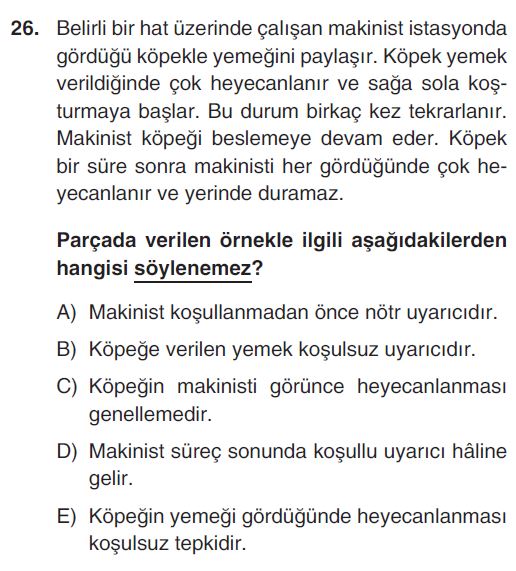 26. Belirli bir hat üzerinde çalışan makinist istasyonda
gördüğü köpekle yemeğini paylaşır. Köpek yemek
verildiğinde çok heyecanlanır ve sağa sola koş-
turmaya başlar. Bu durum birkaç kez tekrarlanır.
Makinist köpeği beslemeye devam eder. Köpek
bir süre sonra makinisti her gördüğünde çok he-
yecanlanır ve yerinde duramaz.
Parçada verilen örnekle ilgili aşağıdakilerden
hangisi söylenemez?
A) Makinist koşullanmadan önce nötr uyarıcıdır.
B) Köpeğe verilen yemek koşulsuz uyarıcıdır.
C) Köpeğin makinisti görünce heyecanlanması
genellemedir.
D) Makinist süreç sonunda koşullu uyarıcı hâline
gelir.
E) Köpeğin yemeği gördüğünde heyecanlanması
koşulsuz tepkidir.